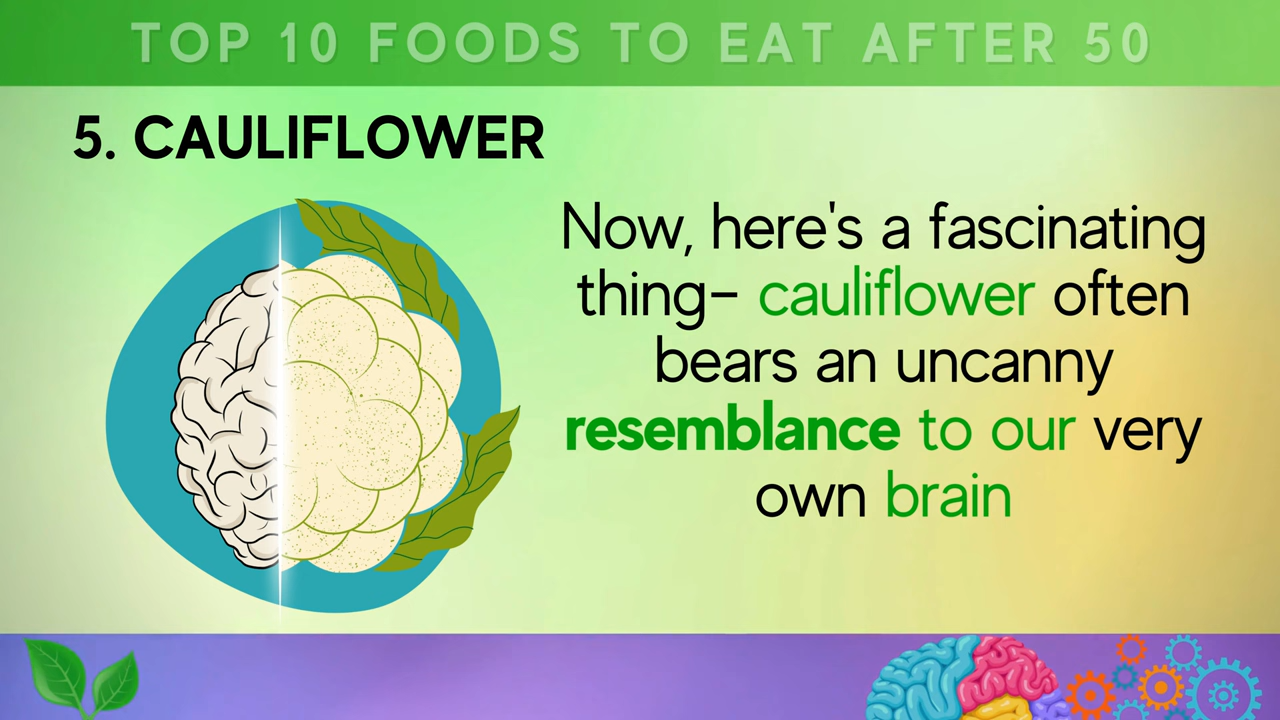 TOP 10 FOODS TO EAT AFTER 50
5. CAULIFLOWER
Now, here's a fascinating
thing– cauliflower often
bears an uncanny
resemblance to our very
own brain